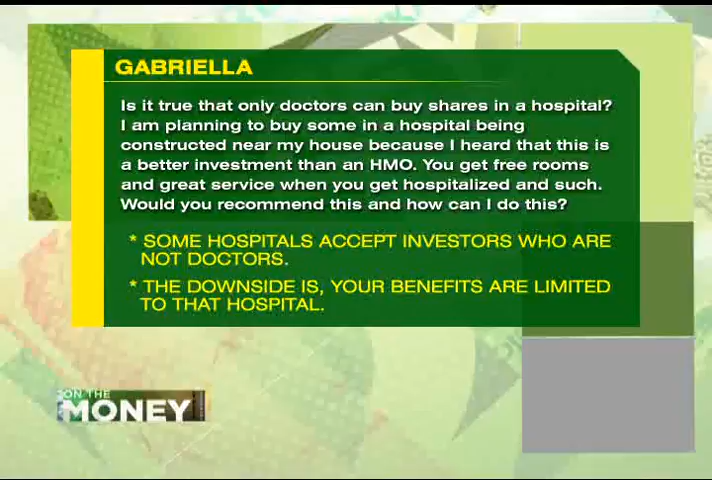 GABRIELLA
Is it true that only doctors can buy shares in a hospital?
I am planning to buy some in a hospital being
constructed near my house because I heard that this is
a better investment than an HMO. You get free rooms
and great service when you get hospitalized and such.
Would you recommend this and how can I do this?
* SOME HOSPITALS ACCEPT INVESTORS WHO ARE
NOT DOCTORS.
* THE DOWNSIDE IS, YOUR BENEFITS ARE LIMITED
TO THAT HOSPITAL.
ON THE
MONEY